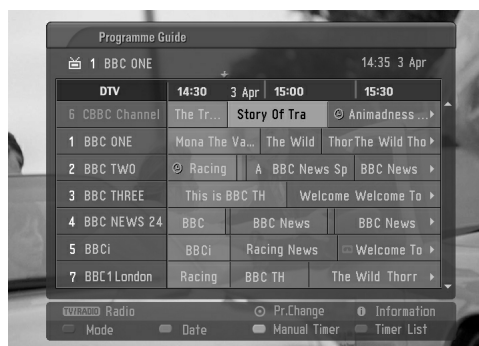 Programme Guide
1 BBC ONE 14:35 3 Apr
DTV 14:30 3 Apr 15:00 15:30
6 CBBC Channel The Tr... Story Of Tra Animadness ...
1 BBC ONE Mona The Va... The Wild ThorThe Wild Tho
2 BBC TWO Racing A BBC News Sp BBC News
3 BBC THREE This is BBC TH Welcome Welcome To
4 BBC NEWS 24 BBC BBC News BBC News
5 BBCi BBCi Racing News Welcome To
7 BBC1London Racing BBC TH The Wild Thorr
TV/RADIO Radio Pr.Change i Information
Mode Date Manual Timer Timer List